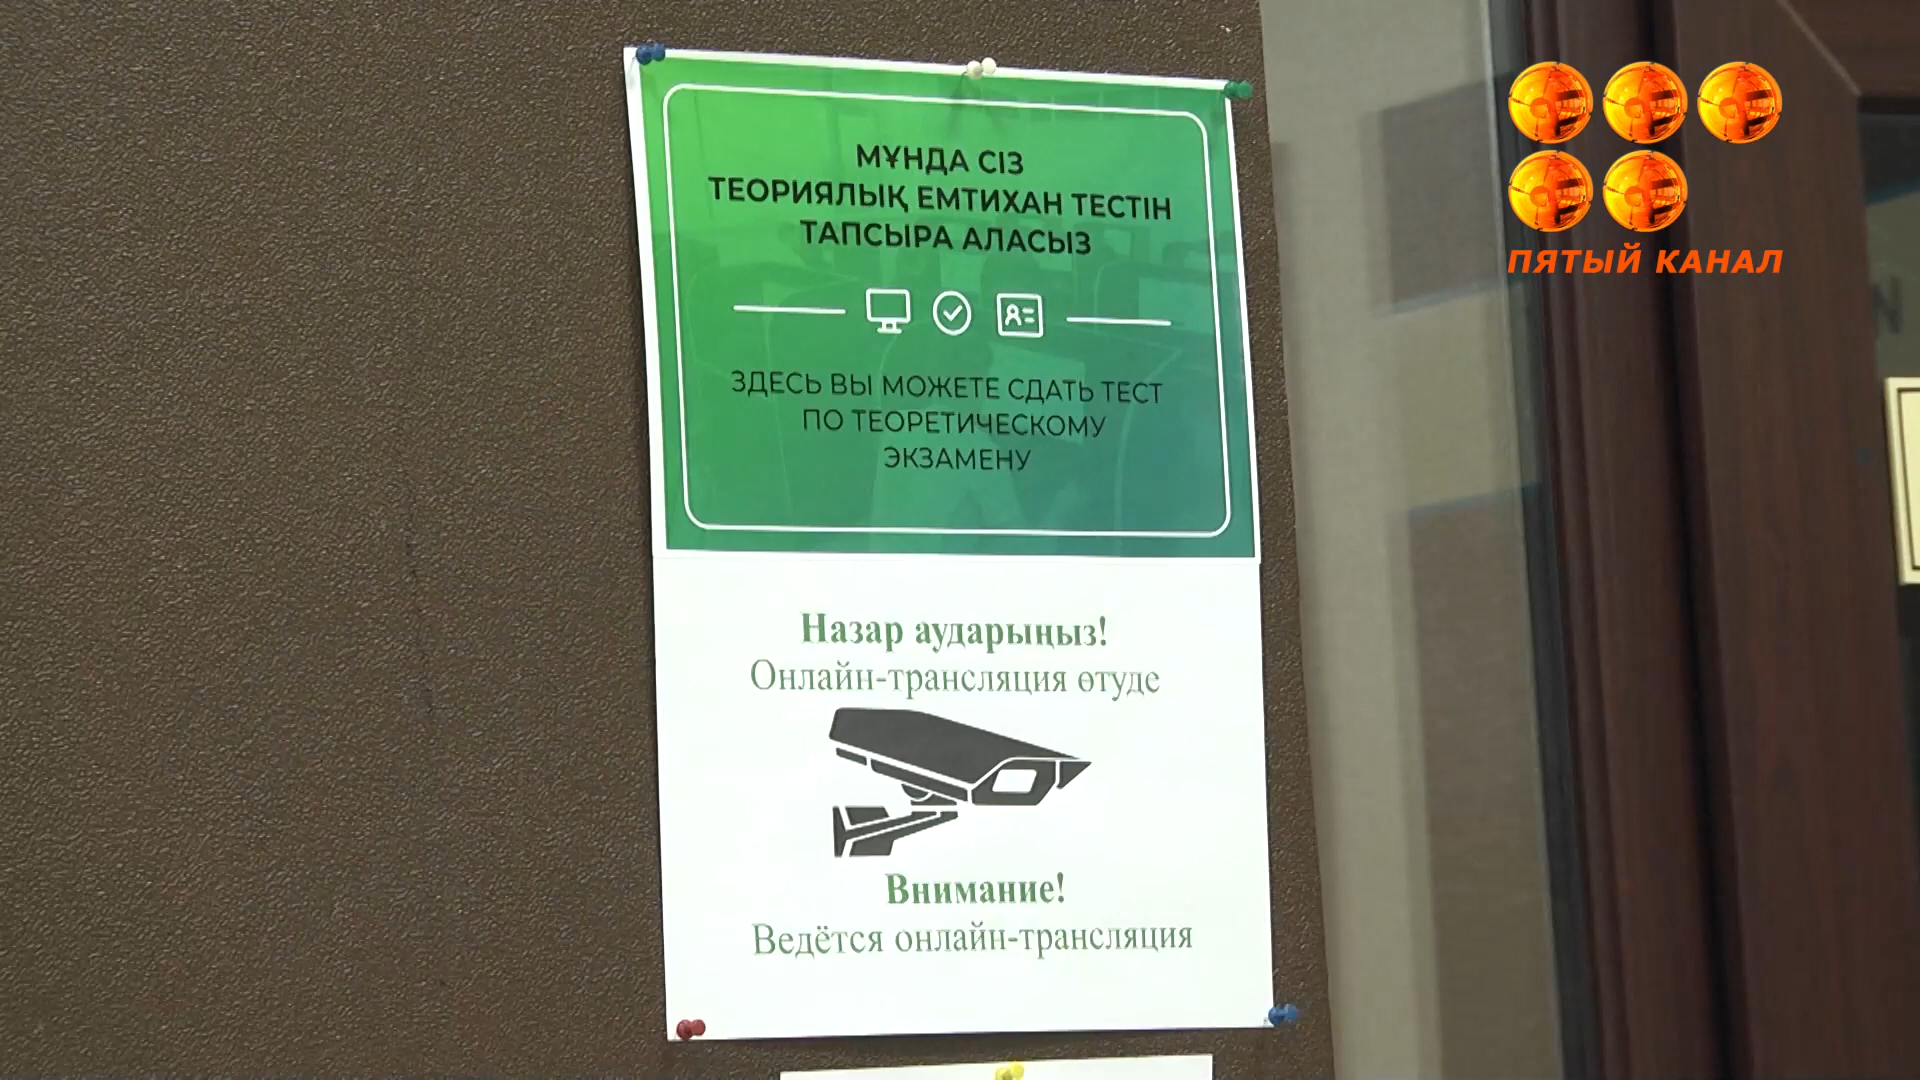 МҰНДА СІЗ
ТЕОРИЯЛЫҚ ЕМТИХАН ТЕСТІН
ТАПСЫРА АЛАСЫЗ
ЗДЕСЬ ВЫ МОЖЕТЕ СДАТЬ ТЕСТ
ПО ТЕОРЕТИЧЕСКОМУ
ЭКЗАМЕНУ
Назар аударыңыз!
Онлайн-трансляция өтуде
Внимание!
Ведётся онлайн-трансляция
ПЯТЫЙ КАНАЛ